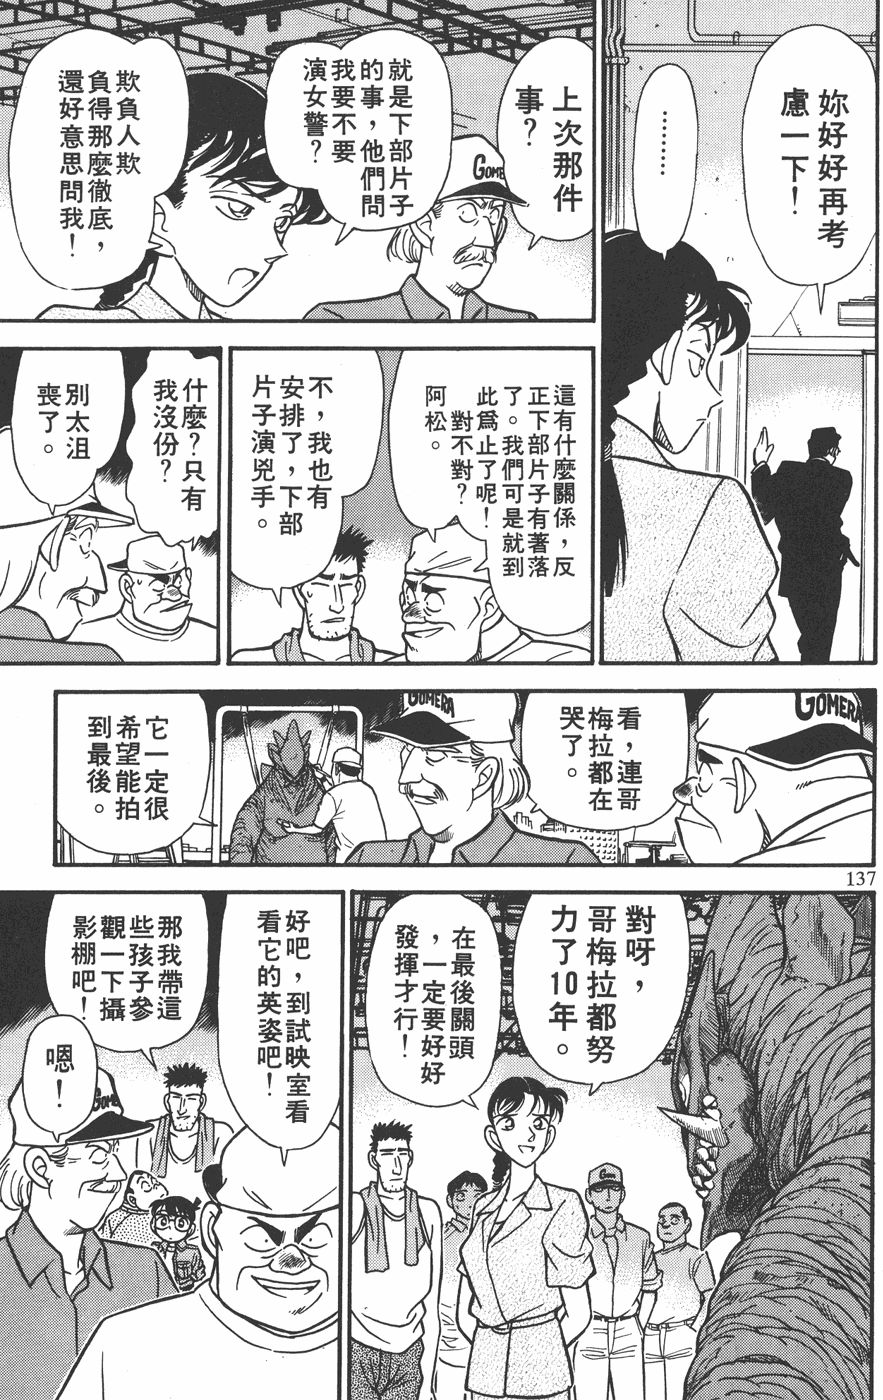 妳好好再考
慮一下！
………
上次那件
事？
GOME
就是下部片子
的事，他們問
我要不要
演女警？
欺負人欺
負得那麼徹底，
還好意思問我！
這有什麼關係，反
正下部片子有著落
了。我們可是就到
此爲止了呢！
對不對？
阿松。
不，我也有
安排了，下部
片子演兇手。
什麼？只有
我沒份？
別太沮
喪了。
GOMERA
看，連哥
梅拉都在
哭了。
GOMERA
它一定很
希望能拍
到最後。
137
對呀，
哥梅拉都努
力了10年。
在最後關頭
，一定要好好
發揮才行！
好吧，到試映室看
看它的英姿吧！
那我帶這
些孩子參
觀一下攝
影棚吧！
嗯！
GOMERA